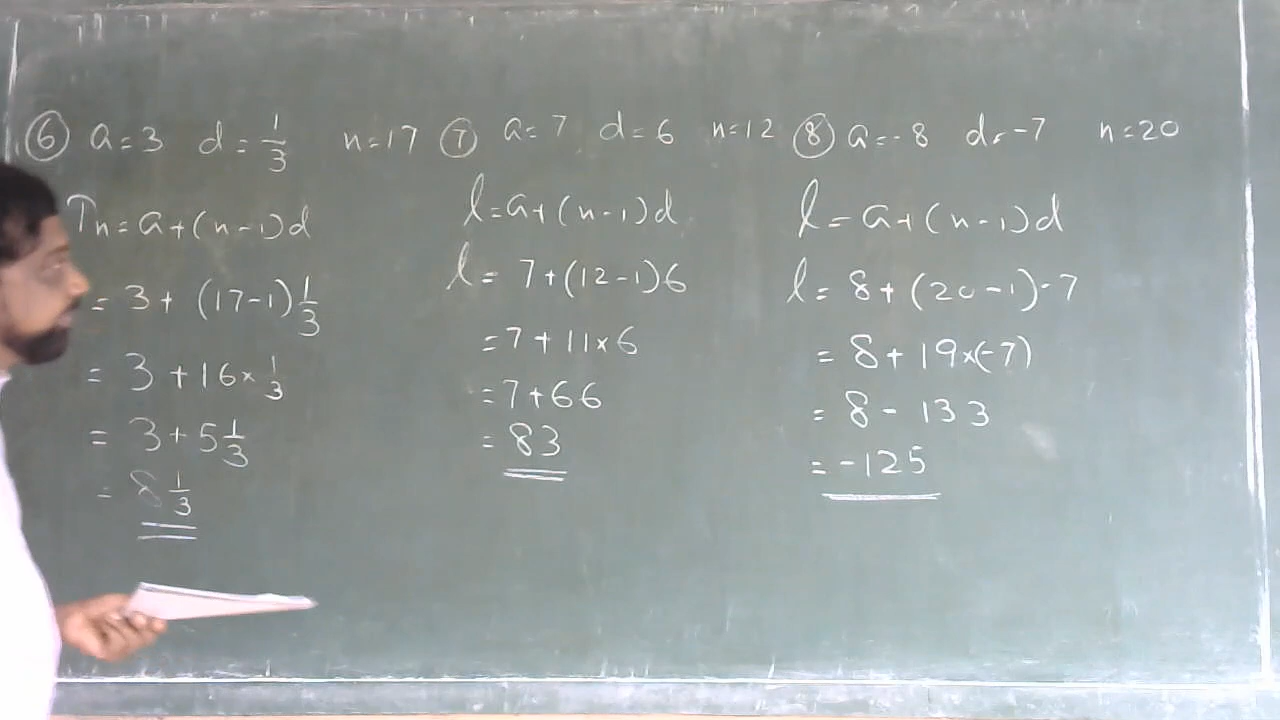 ⑥ a=3 d=1/3 n=17
Tn=a+(n-1)d
= 3+ (17-1)1/3
= 3+16×1/3
= 3+5 1/3
= 8 1/3
⑦ a=7 d=6 n=12
l=a+(n-1)d
l= 7+(12-1)6
=7+11×6
=7+66
= 83
⑧ a=-8 d=-7 n=20
l=a+(n-1)d
l= 8+(20-1)-7
= 8+19×(-7)
= 8-133
= -125